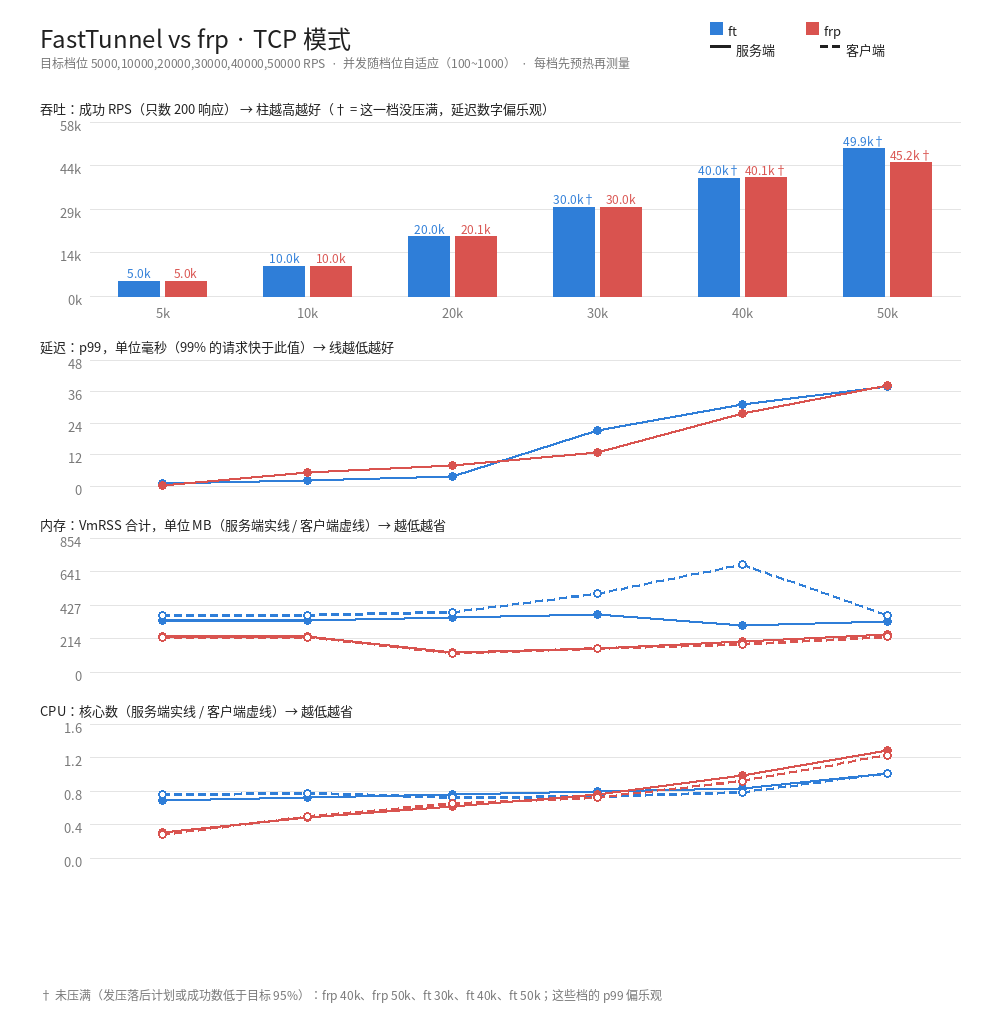 FastTunnel vs frp · TCP 模式
ft frp
服务端 客户端
目标档位 5000,10000,20000,30000,40000,50000 RPS · 并发随档位自适应（100~1000） · 每档先预热再测量
吞吐：成功 RPS（只数 200 响应） → 柱越高越好（† = 这一档没压满，延迟数字偏乐观）
58k
44k
29k
14k
0k
5.0k 5.0k 10.0k 10.0k 20.0k 20.1k 30.0k† 30.0k 40.0k† 40.1k† 49.9k† 45.2k†
5k 10k 20k 30k 40k 50k
延迟：p99，单位毫秒（99% 的请求快于此值）→ 线越低越好
48
36
24
12
0
内存：VmRSS 合计，单位 MB（服务端实线 / 客户端虚线）→ 越低越省
854
641
427
214
0
CPU：核心数（服务端实线 / 客户端虚线）→ 越低越省
1.6
1.2
0.8
0.4
0.0
† 未压满（发压落后计划或成功数低于目标 95%）：frp 40k、frp 50k、ft 30k、ft 40k、ft 50k；这些档的 p99 偏乐观